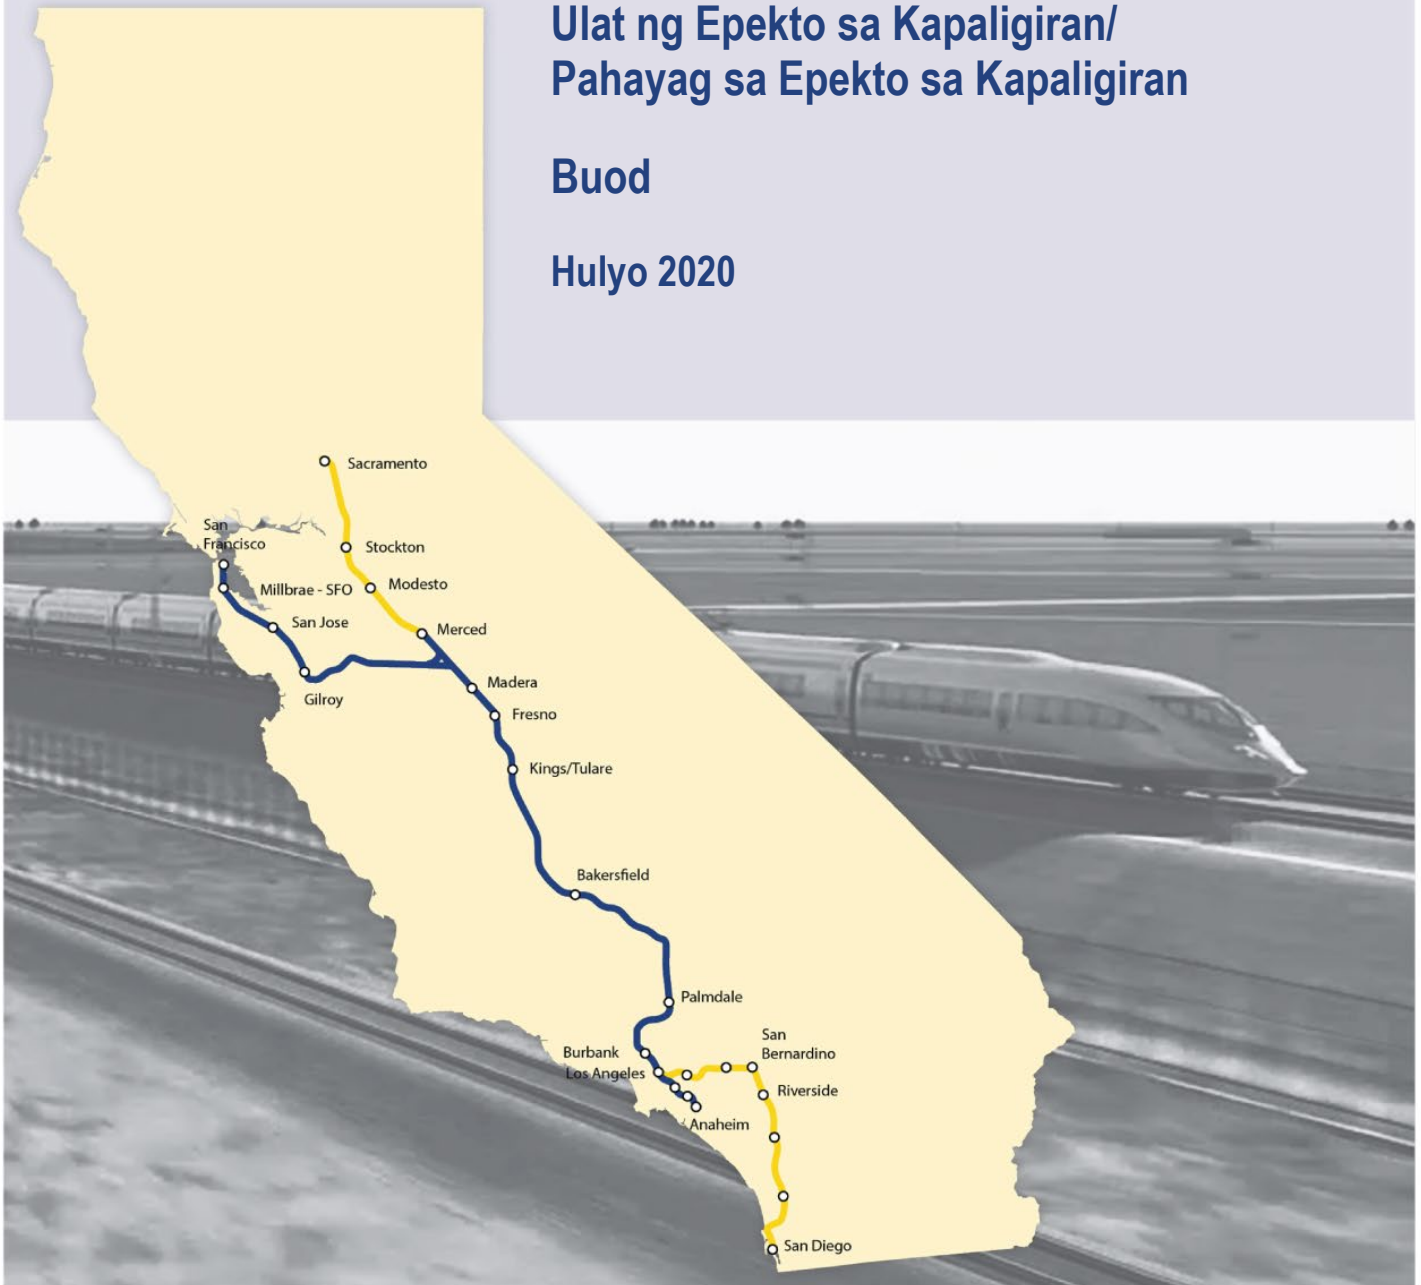 Ulat ng Epekto sa Kapaligiran/
Pahayag sa Epekto sa Kapaligiran
Buod
Hulyo 2020
Sacramento
San
Francisco
Stockton
Millbrae - SFO
Modesto
San Jose
Merced
Gilroy
Madera
Fresno
Kings/Tulare
Bakersfield
Palmdale
San
Bernardino
Burbank
Los Angeles
Riverside
Anaheim
San Diego